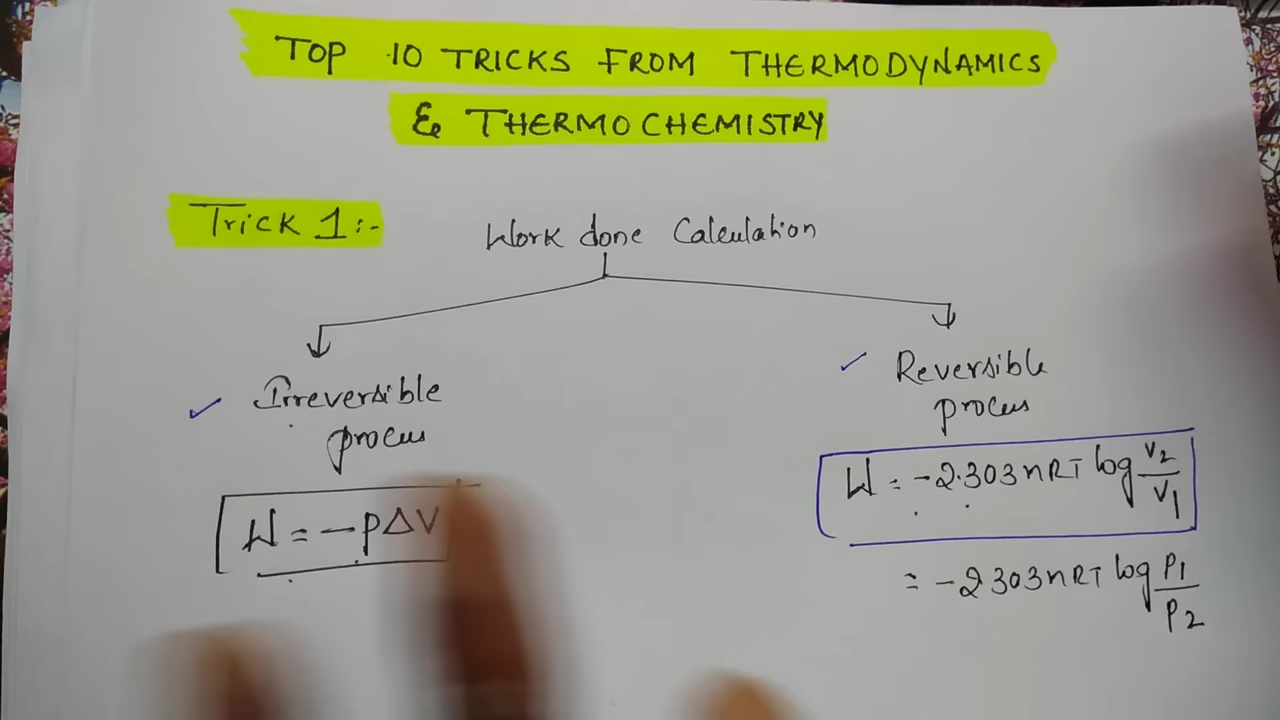 TOP 10 TRICKS FROM THERMODYNAMICS
& THERMOCHEMISTRY
Trick 1:-
Work done Calculation
Irreversible
process
W = -PΔV
Reversible
process
W = -2.303nRT log V2/V1
= -2.303nRT log P1/P2